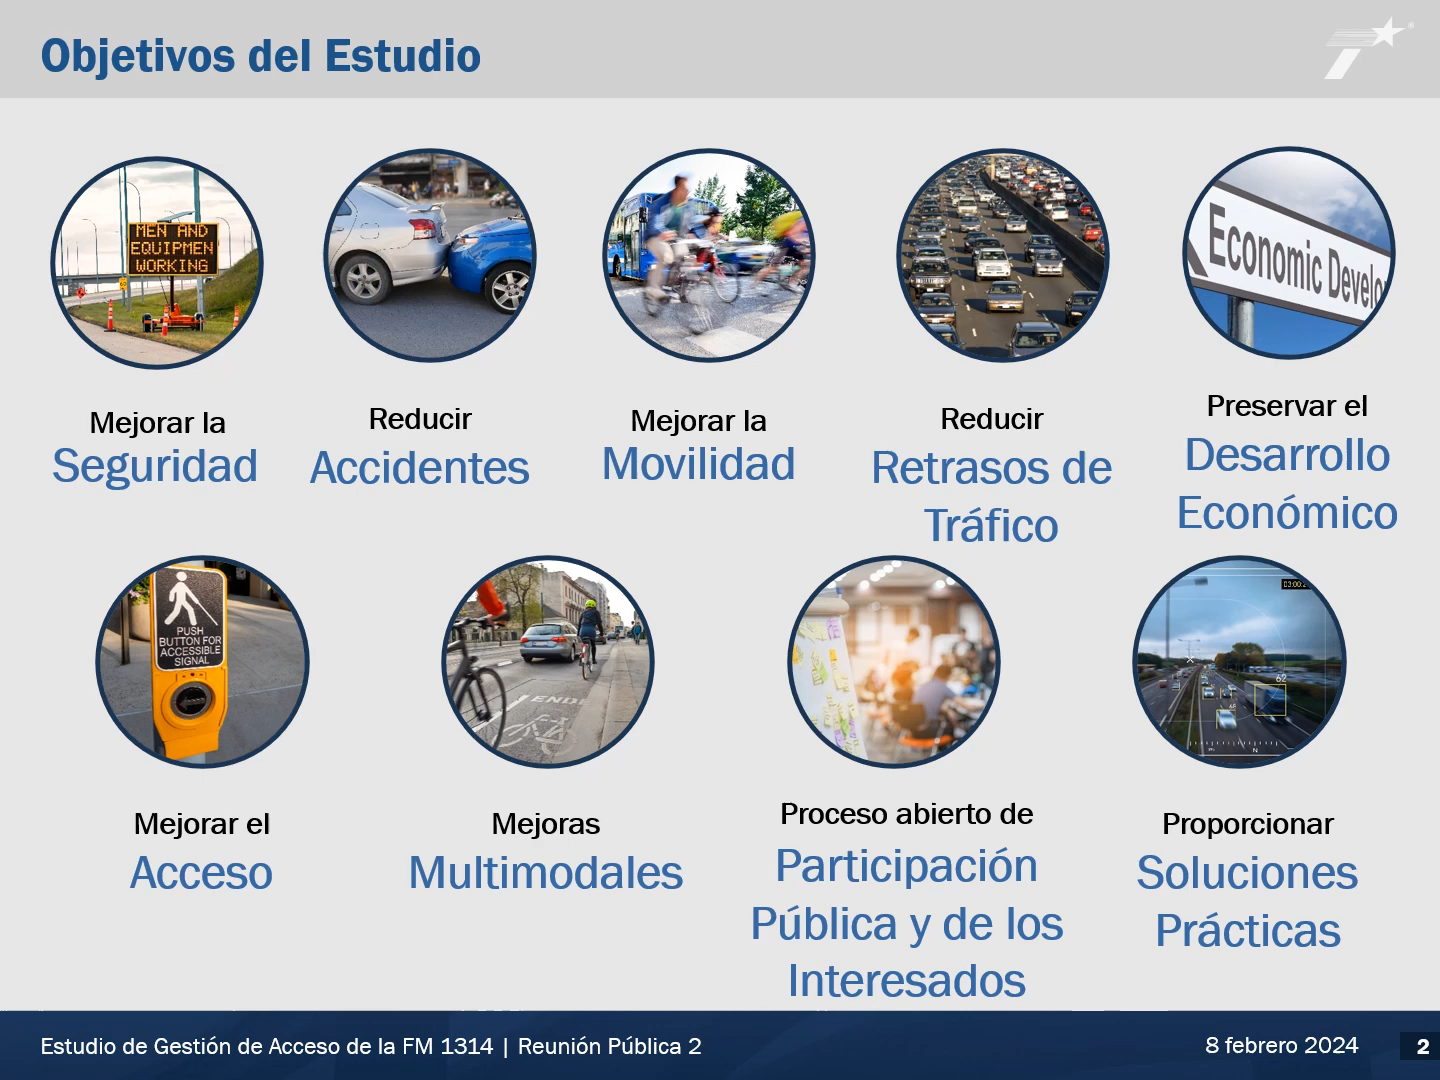 Objetivos del Estudio
MEN AND
EQUIPMEN
WORKING
Economic Develo
Mejorar la
Seguridad
Reducir
Accidentes
Mejorar la
Movilidad
Reducir
Retrasos de
Tráfico
Preservar el
Desarrollo
Económico
PUSH
BUTTON FOR
ACCESSIBLE
SIGNAL
ENDE
62
N
Mejorar el
Acceso
Mejoras
Multimodales
Proceso abierto de
Participación
Pública y de los
Interesados
Proporcionar
Soluciones
Prácticas
Estudio de Gestión de Acceso de la FM 1314 | Reunión Pública 2
8 febrero 2024
2